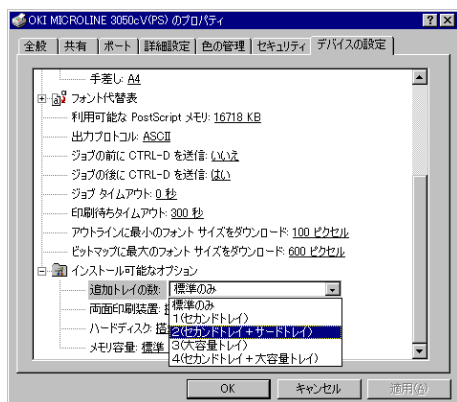 OKI MICROLINE 3050cV(PS) のプロパティ
全般 共有 ポート 詳細設定 色の管理 セキュリティ デバイスの設定
手差し: A4
フォント代替表
利用可能な PostScript メモリ: 16718 KB
出力プロトコル: ASCII
ジョブの前に CTRL-D を送信: いいえ
ジョブの後に CTRL-D を送信: はい
ジョブ タイムアウト: 0 秒
印刷待ちタイムアウト: 300 秒
アウトラインに最小のフォント サイズをダウンロード: 100 ピクセル
ビットマップに最大のフォント サイズをダウンロード: 600 ピクセル
インストール可能なオプション
追加トレイの数: 標準のみ
標準のみ
両面印刷装置:
1(セカンドトレイ)
2(セカンドトレイ+サードトレイ)
ハードディスク: 搭
3(大容量トレイ)
メモリ容量: 標準
4(セカンドトレイ+大容量トレイ)
OK キャンセル 適用(A)